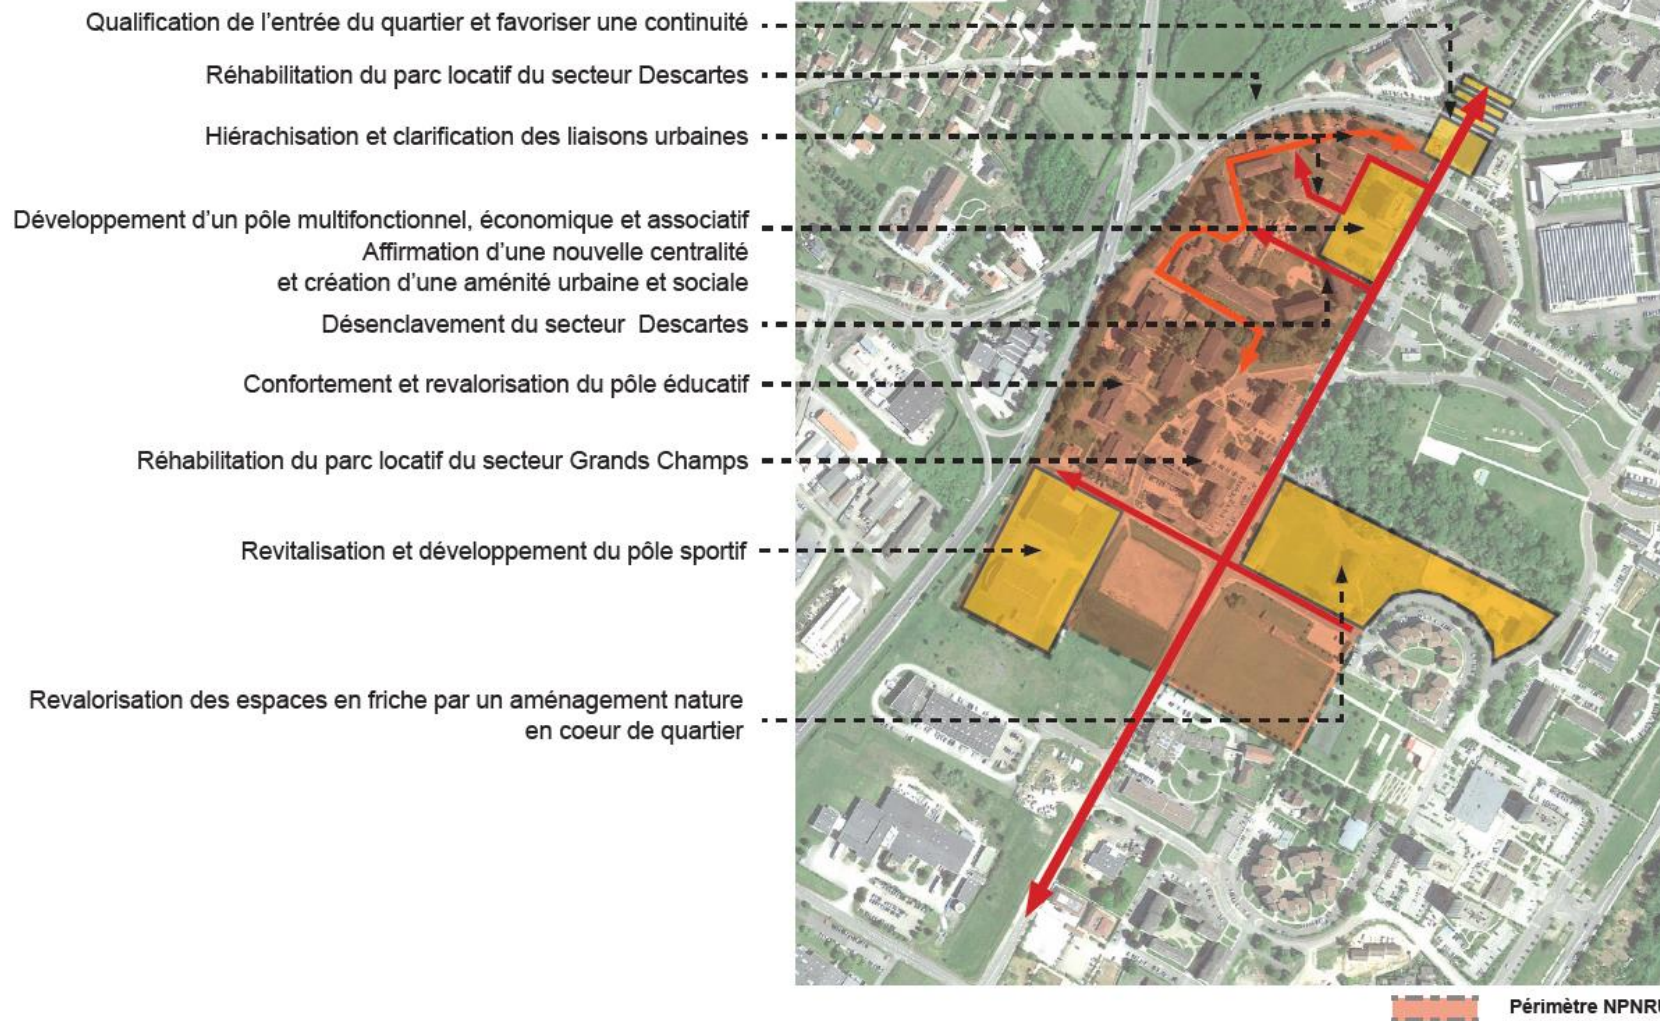 Qualification de l'entrée du quartier et favoriser une continuité
Réhabilitation du parc locatif du secteur Descartes
Hiérachisation et clarification des liaisons urbaines
Développement d'un pôle multifonctionnel, économique et associatif
Affirmation d'une nouvelle centralité
et création d'une aménité urbaine et sociale
Désenclavement du secteur Descartes
Confortement et revalorisation du pôle éducatif
Réhabilitation du parc locatif du secteur Grands Champs
Revitalisation et développement du pôle sportif
Revalorisation des espaces en friche par un aménagement nature
en coeur de quartier
Périmètre NPNRU